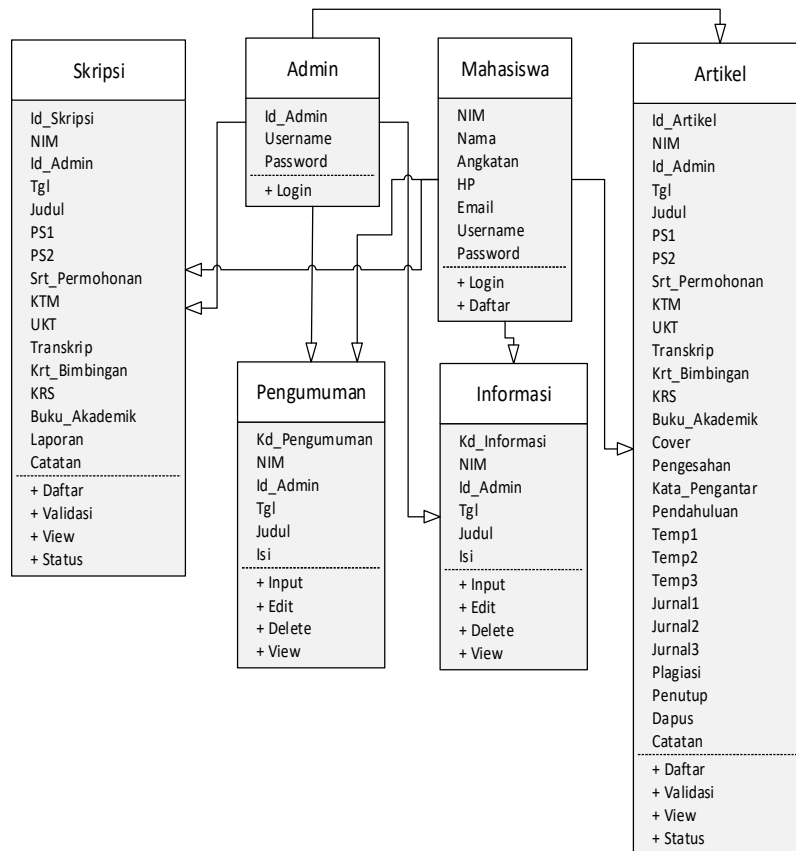 Skripsi
Id_Skripsi
NIM
Id_Admin
Tgl
Judul
PS1
PS2
Srt_Permohonan
KTM
UKT
Transkrip
Krt_Bimbingan
KRS
Buku_Akademik
Laporan
Catatan
+ Daftar
+ Validasi
+ View
+ Status
Admin
Id_Admin
Username
Password
+ Login
Mahasiswa
NIM
Nama
Angkatan
HP
Email
Username
Password
+ Login
+ Daftar
Artikel
Id_Artikel
NIM
Id_Admin
Tgl
Judul
PS1
PS2
Srt_Permohonan
KTM
UKT
Transkrip
Krt_Bimbingan
KRS
Buku_Akademik
Cover
Pengesahan
Kata_Pengantar
Pendahuluan
Temp1
Temp2
Temp3
Jurnal1
Jurnal2
Jurnal3
Plagiasi
Penutup
Dapus
Catatan
+ Daftar
+ Validasi
+ View
+ Status
Pengumuman
Kd_Pengumuman
NIM
Id_Admin
Tgl
Judul
Isi
+ Input
+ Edit
+ Delete
+ View
Informasi
Kd_Informasi
NIM
Id_Admin
Tgl
Judul
Isi
+ Input
+ Edit
+ Delete
+ View